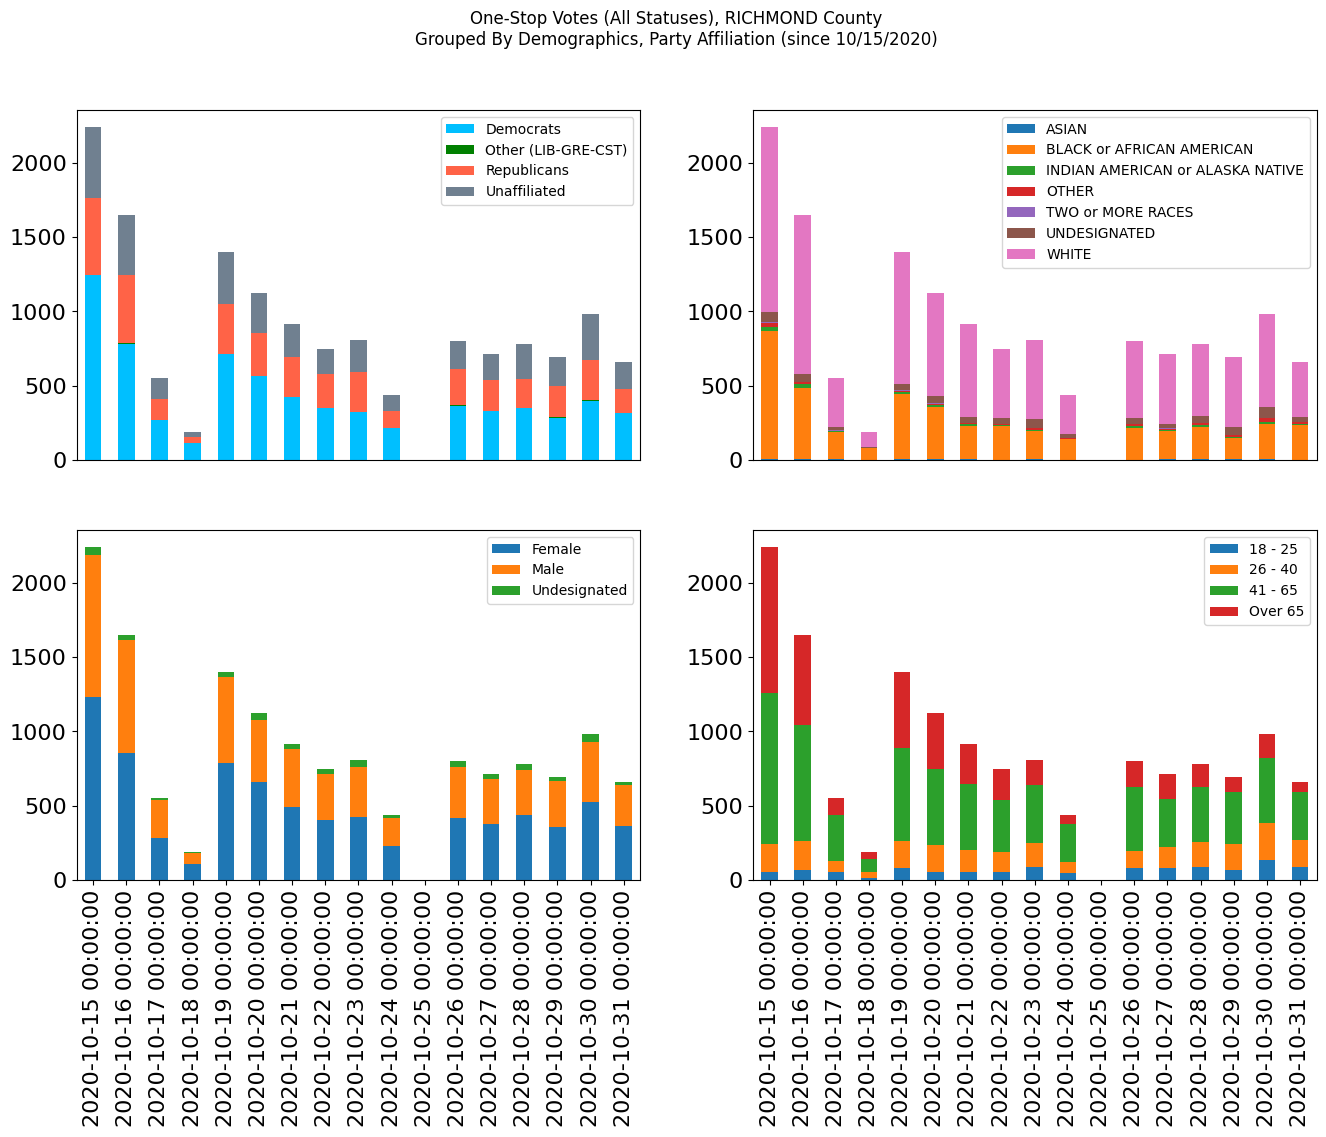 One-Stop Votes (All Statuses), RICHMOND County
Grouped By Demographics, Party Affiliation (since 10/15/2020)
2000
1500
1000
500
0
Democrats
Other (LIB-GRE-CST)
Republicans
Unaffiliated
2000
1500
1000
500
0
ASIAN
BLACK or AFRICAN AMERICAN
INDIAN AMERICAN or ALASKA NATIVE
OTHER
TWO or MORE RACES
UNDESIGNATED
WHITE
2000
1500
1000
500
0
Female
Male
Undesignated
2020-10-15 00:00:00
2020-10-16 00:00:00
2020-10-17 00:00:00
2020-10-18 00:00:00
2020-10-19 00:00:00
2020-10-20 00:00:00
2020-10-21 00:00:00
2020-10-22 00:00:00
2020-10-23 00:00:00
2020-10-24 00:00:00
2020-10-25 00:00:00
2020-10-26 00:00:00
2020-10-27 00:00:00
2020-10-28 00:00:00
2020-10-29 00:00:00
2020-10-30 00:00:00
2020-10-31 00:00:00
2000
1500
1000
500
0
18 - 25
26 - 40
41 - 65
Over 65
2020-10-15 00:00:00
2020-10-16 00:00:00
2020-10-17 00:00:00
2020-10-18 00:00:00
2020-10-19 00:00:00
2020-10-20 00:00:00
2020-10-21 00:00:00
2020-10-22 00:00:00
2020-10-23 00:00:00
2020-10-24 00:00:00
2020-10-25 00:00:00
2020-10-26 00:00:00
2020-10-27 00:00:00
2020-10-28 00:00:00
2020-10-29 00:00:00
2020-10-30 00:00:00
2020-10-31 00:00:00